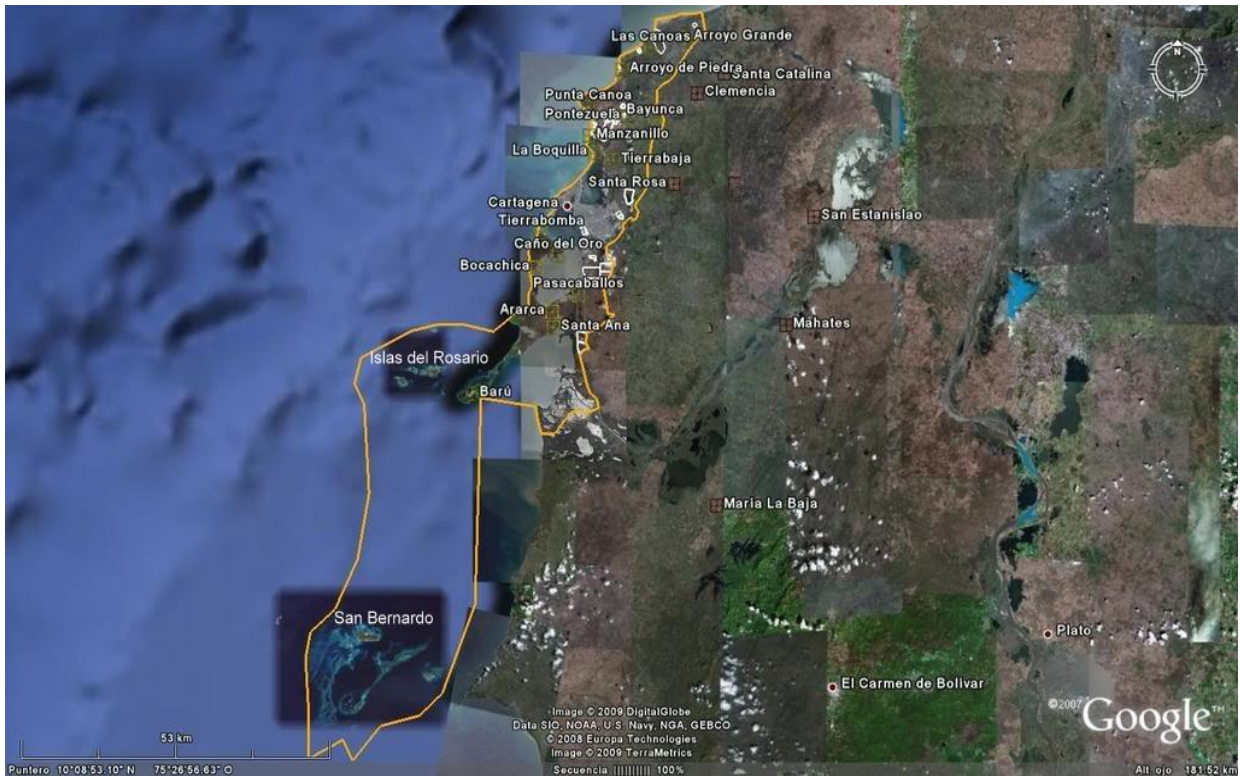 Las Canoas Arroyo Grande
Arroyo de Piedra
Santa Catalina
Clemencia
Punta Canoa
Bayunca
Pontezuela
Manzanillo
La Boquilla
Tierrabaja
Santa Rosa
Cartagena
San Estanislao
Tierrabomba
Caño del Oro
Bocachica
Pasacaballos
Ararca
Santa Ana
Mahates
Islas del Rosario
Barú
Maria La Baja
San Bernardo
Plato
El Carmen de Bolivar
Image © 2009 DigitalGlobe
Data SIO, NOAA, U.S. Navy, NGA, GEBCO
© 2008 Europa Technologies
Image © 2009 TerraMetrics
©2007 Google™
53 km
Puntero 10°08'53.10" N 75°26'56.63" O
Secuencia |||||||||| 100%
Alt. ojo 181.52 km
N